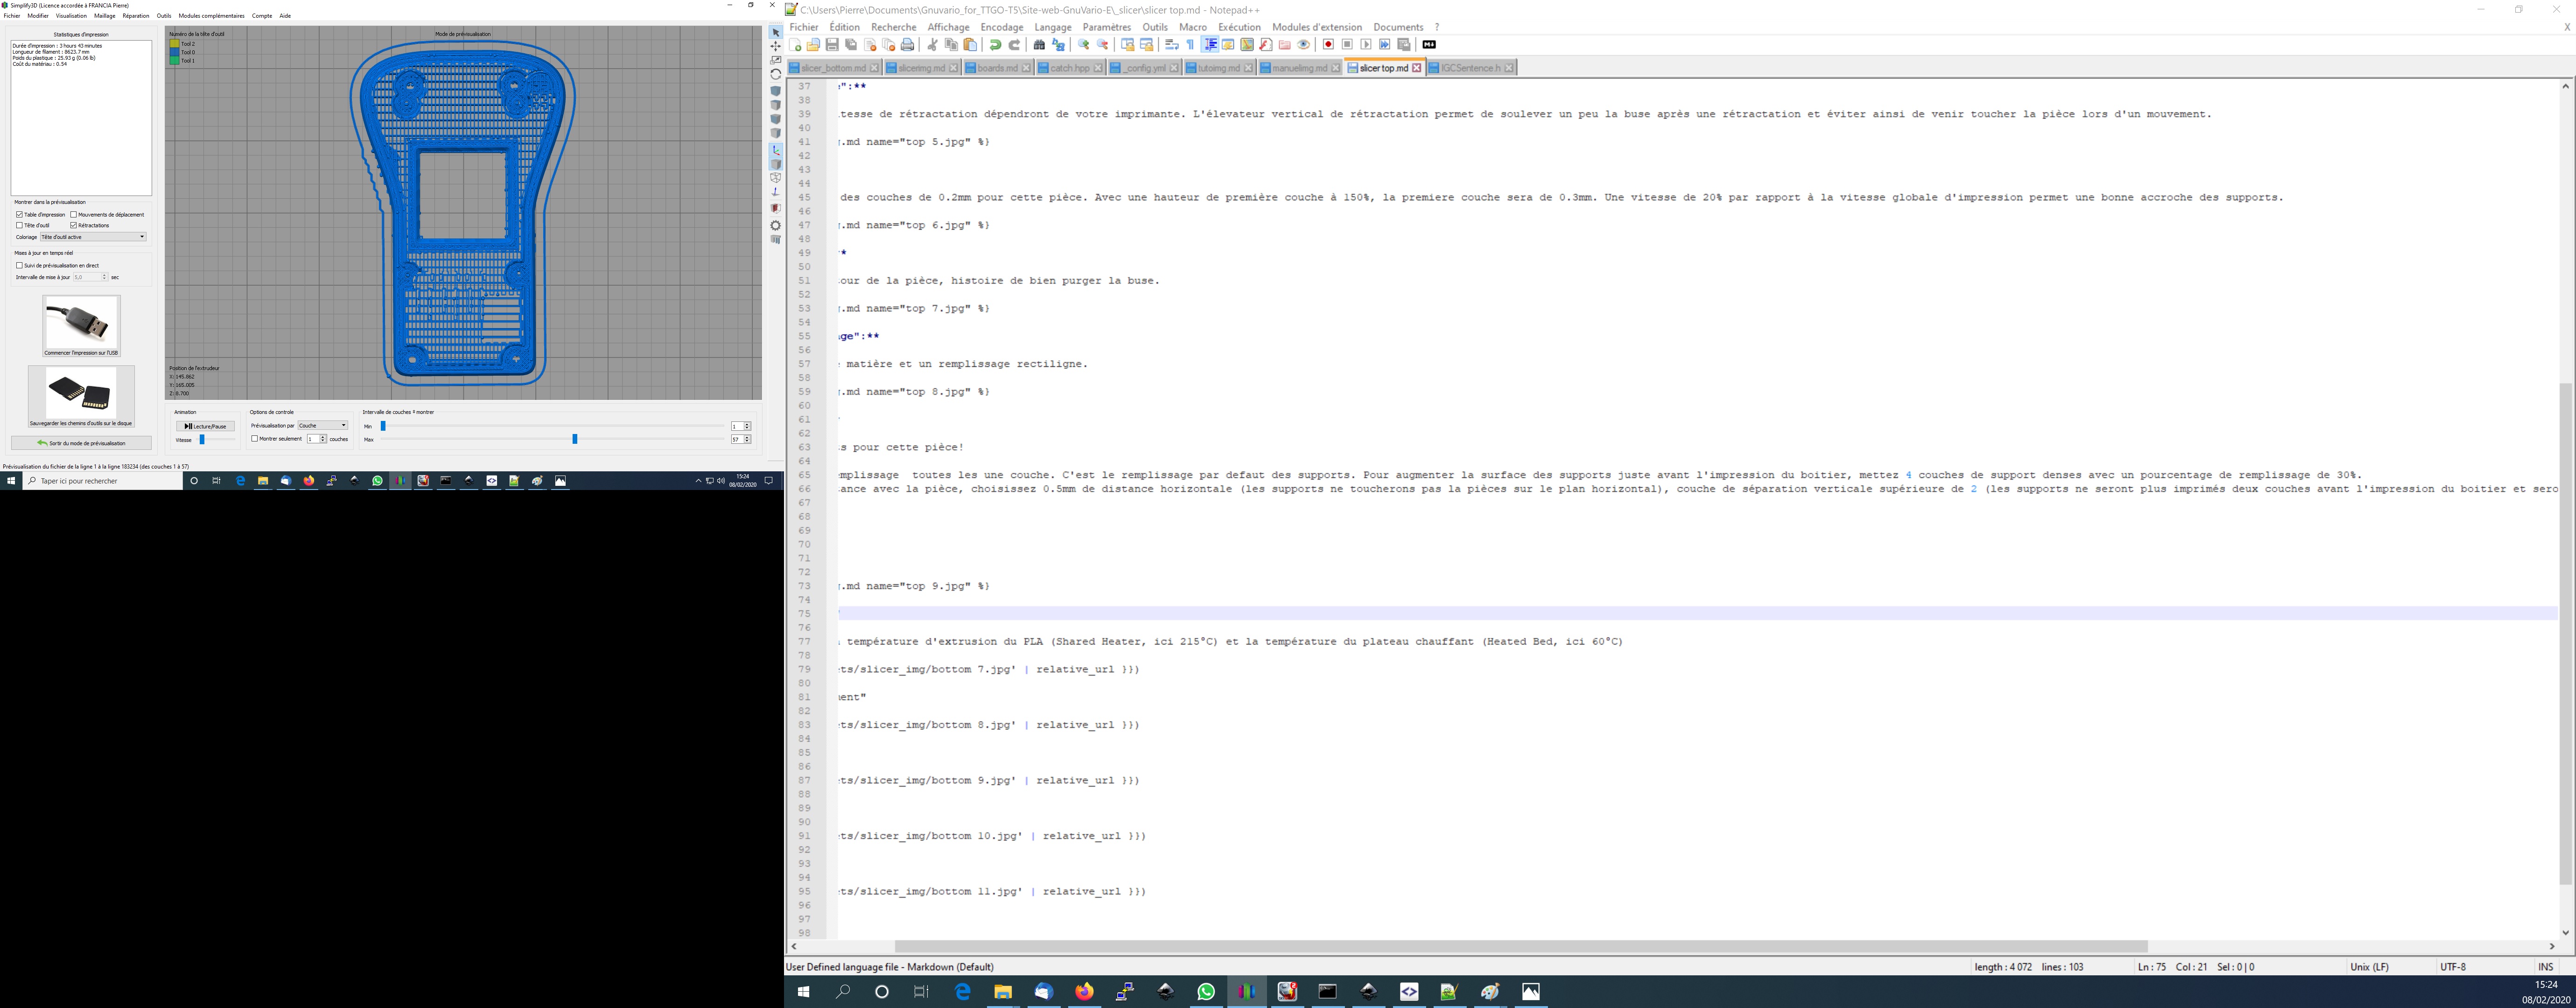 Simplify3D (Licence accordée à FRANCIA Pierre)
Fichier Modifier Visualisation Maillage Réparation Outils Modules complémentaires Compte Aide
Statistiques d'impression
Durée d'impression : 3 hours 43 minutes
Longueur de filament : 8623.7 mm
Poids du plastique : 25.93 g (0.06 lb)
Coût du matériau : 0.54
Montrer dans la prévisualisation
Table d'impression Mouvements de déplacement
Tête d'outil Rétractations
Coloriage Tête d'outil active
Mises à jour en temps réel
Suivi de prévisualisation en direct
Intervalle de mise à jour 5,0 sec
Commencer l'impression sur l'USB
Sauvegarder les chemins d'outils sur le disque
Sortir du mode de prévisualisation
Numéro de la tête d'outil
Tool 2
Tool 0
Tool 1
Mode de prévisualisation
Position de l'extrudeur
X: 145.862
Y: 165.005
Z: 8.700
Animation
Lecture/Pause
Vitesse
Options de controle
Prévisualisation par Couche
Montrer seulement 1 couches
Intervalle de couches à montrer
Min 1
Max 57
Prévisualisation du fichier de la ligne 1 à la ligne 183234 (des couches 1 à 57)
Taper ici pour rechercher
15:24
08/02/2020
C:\Users\Pierre\Documents\Gnuvario_for_TTGO-T5\Site-web-GnuVario-E\_slicer\slicer top.md - Notepad++
Fichier Édition Recherche Affichage Encodage Langage Paramètres Outils Macro Exécution Modules d'extension Documents ? X
slicer_bottom.md slicerimg.md boards.md catch.hpp _config.yml tutoimg.md manuelimg.md slicer top.md IGCSentence.h
37 ":**
38
39 tesse de rétractation dépendront de votre imprimante. L'élevateur vertical de rétractation permet de soulever un peu la buse après une rétractation et éviter ainsi de venir toucher la pièce lors d'un mouvement.
40
41 .md name="top 5.jpg" %}
42
43
44
45 des couches de 0.2mm pour cette pièce. Avec une hauteur de première couche à 150%, la premiere couche sera de 0.3mm. Une vitesse de 20% par rapport à la vitesse globale d'impression permet une bonne accroche des supports.
46
47 .md name="top 6.jpg" %}
48
49 *
50
51 our de la pièce, histoire de bien purger la buse.
52
53 .md name="top 7.jpg" %}
54
55 ge":**
56
57 matière et un remplissage rectiligne.
58
59 .md name="top 8.jpg" %}
60
61
62
63 s pour cette pièce!
64
65 mplissage toutes les une couche. C'est le remplissage par defaut des supports. Pour augmenter la surface des supports juste avant l'impression du boitier, mettez 4 couches de support denses avec un pourcentage de remplissage de 30%.
66 ance avec la pièce, choisissez 0.5mm de distance horizontale (les supports ne toucherons pas la pièces sur le plan horizontal), couche de séparation verticale supérieure de 2 (les supports ne seront plus imprimés deux couches avant l'impression du boitier et sero
67
68
69
70
71
72
73 .md name="top 9.jpg" %}
74
75
76
77 température d'extrusion du PLA (Shared Heater, ici 215°C) et la température du plateau chauffant (Heated Bed, ici 60°C)
78
79 ts/slicer_img/bottom 7.jpg' | relative_url }})
80
81 ment"
82
83 ts/slicer_img/bottom 8.jpg' | relative_url }})
84
85
86
87 ts/slicer_img/bottom 9.jpg' | relative_url }})
88
89
90
91 ts/slicer_img/bottom 10.jpg' | relative_url }})
92
93
94
95 ts/slicer_img/bottom 11.jpg' | relative_url }})
96
97
98
User Defined language file - Markdown (Default) length : 4 072 lines : 103 Ln : 75 Col : 21 Sel : 0 | 0 Unix (LF) UTF-8 INS
15:24
08/02/2020